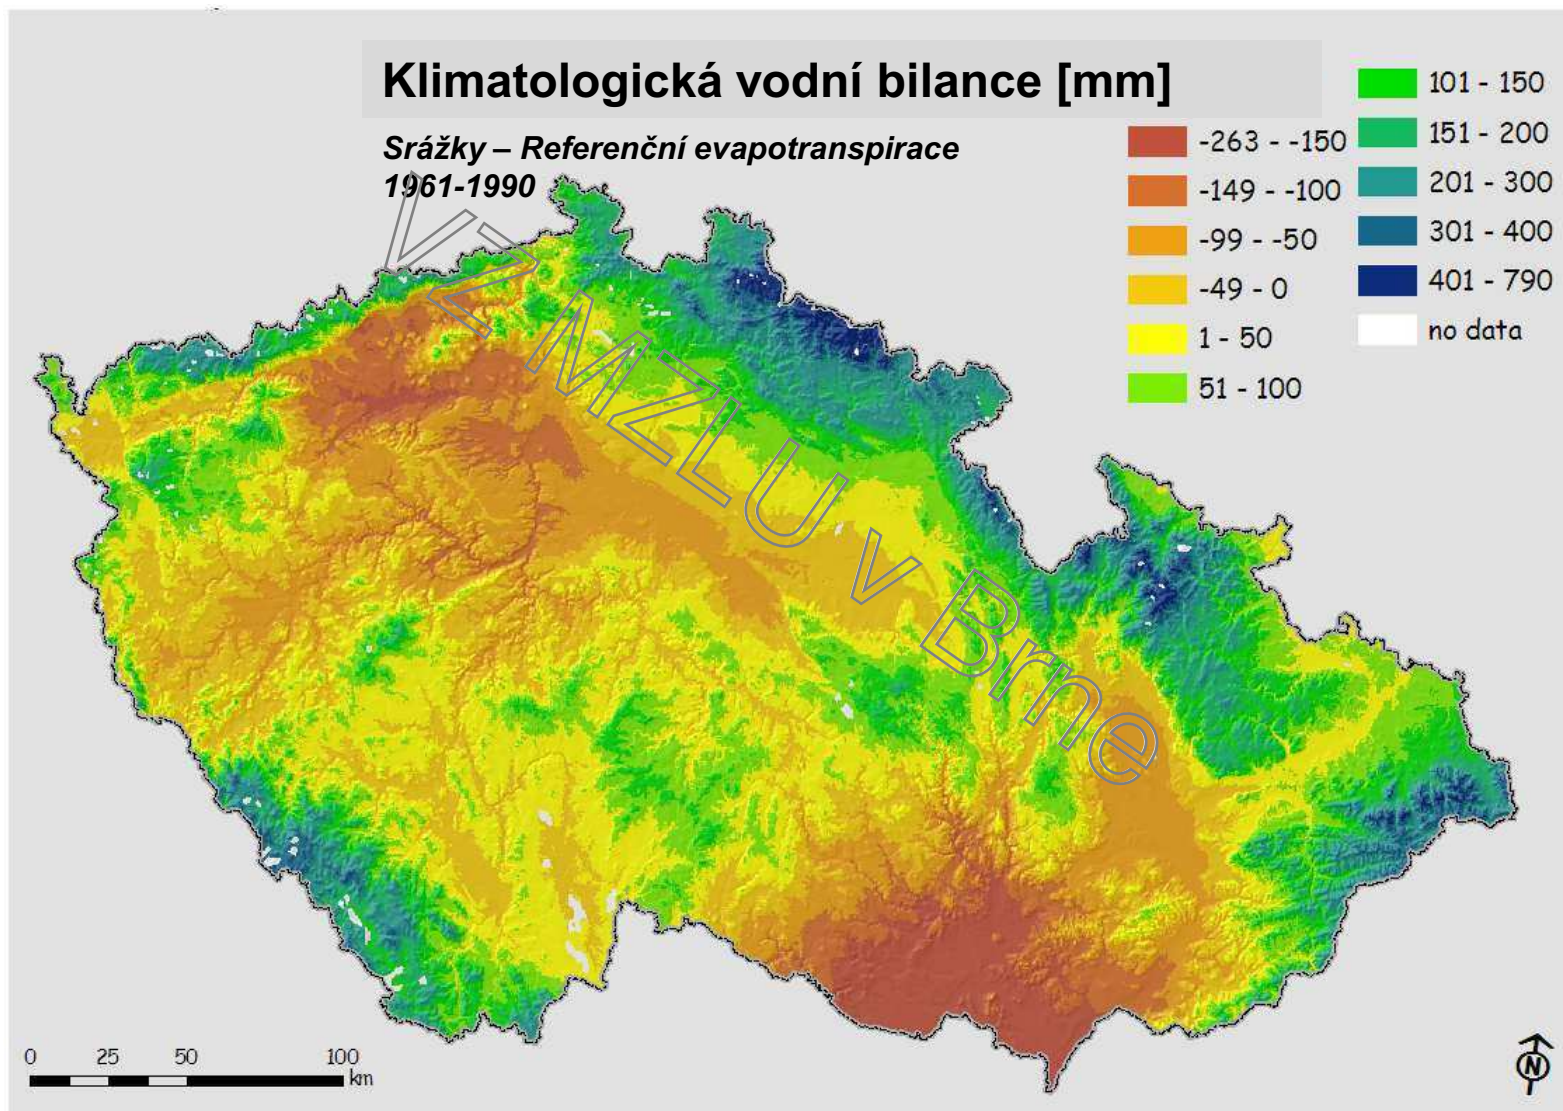 Klimatologická vodní bilance [mm]
Srážky – Referenční evapotranspirace
1961-1990
-263 - -150
-149 - -100
-99 - -50
-49 - 0
1 - 50
51 - 100
101 - 150
151 - 200
201 - 300
301 - 400
401 - 790
no data
VZ MZLU v Brne
0 25 50 100
km
N